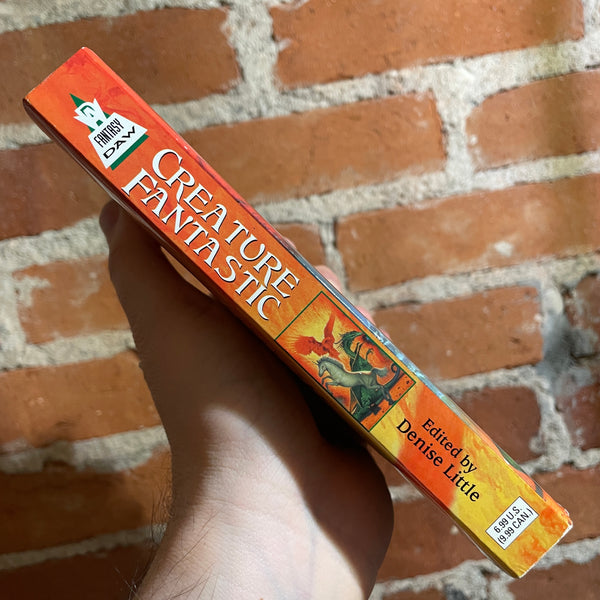 FANTASY
DAW
CREATURE
FANTASTIC
Edited by
Denise Little
6.99 U.S.
(9.99 CAN.)